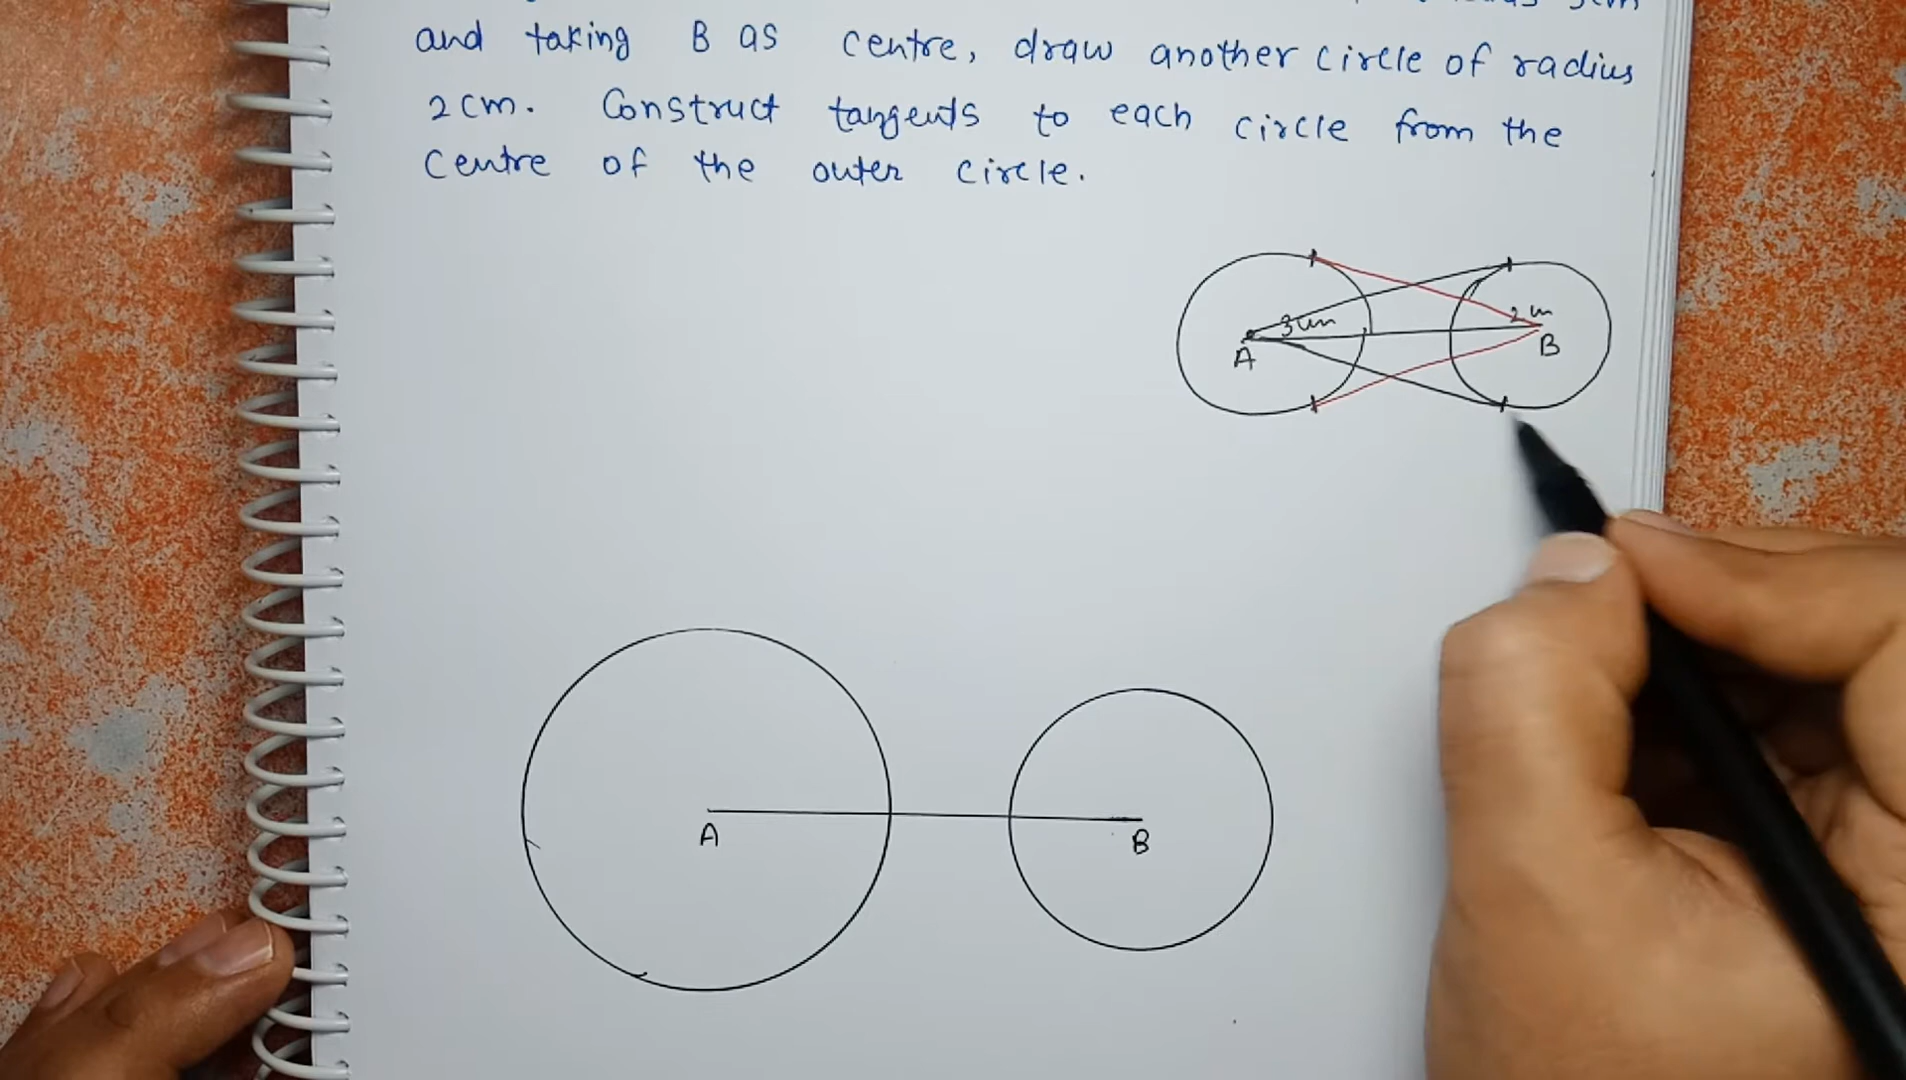 and taking B as centre, draw another circle of radius
2cm. Construct tangents to each circle from the
Centre of the outer circle.
3cm
2 cm
A
B
A
B